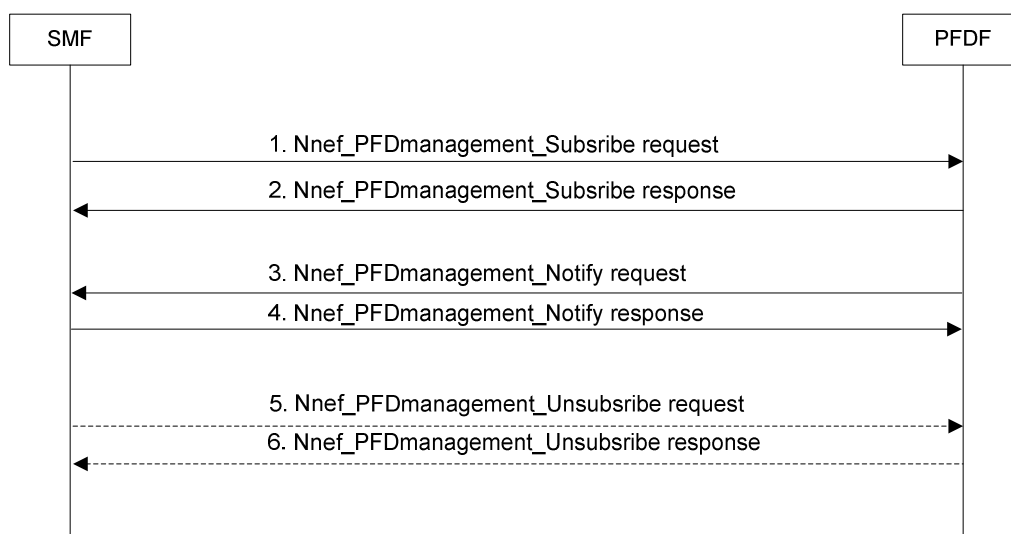 SMF
PFDF
1. Nnef_PFDmanagement_Subsribe request
2. Nnef_PFDmanagement_Subsribe response
3. Nnef_PFDmanagement_Notify request
4. Nnef_PFDmanagement_Notify response
5. Nnef_PFDmanagement_Unsubsribe request
6. Nnef_PFDmanagement_Unsubsribe response